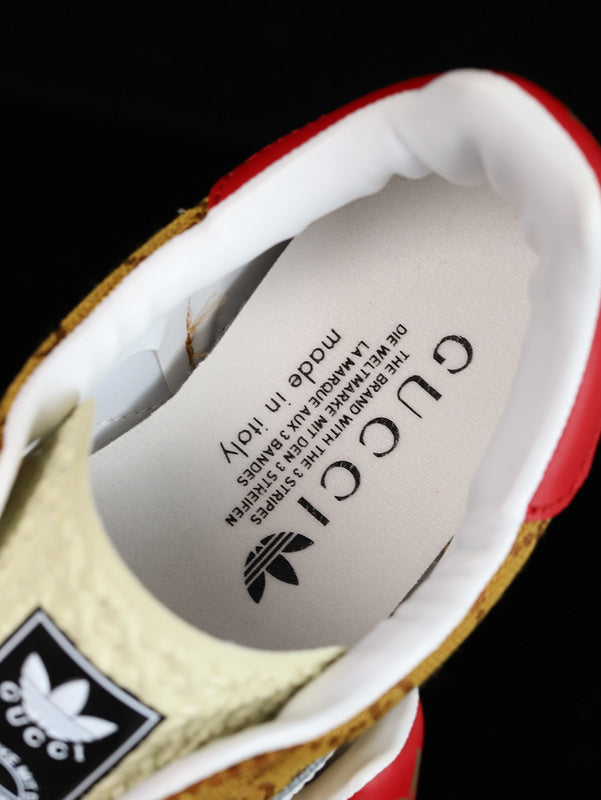 GUCCI
THE BRAND WITH THE 3 STRIPES
DIE WELTMARKE MIT DEN 3 STREIFEN
LA MARQUE AUX 3 BANDES
made in itoly
GUCCI